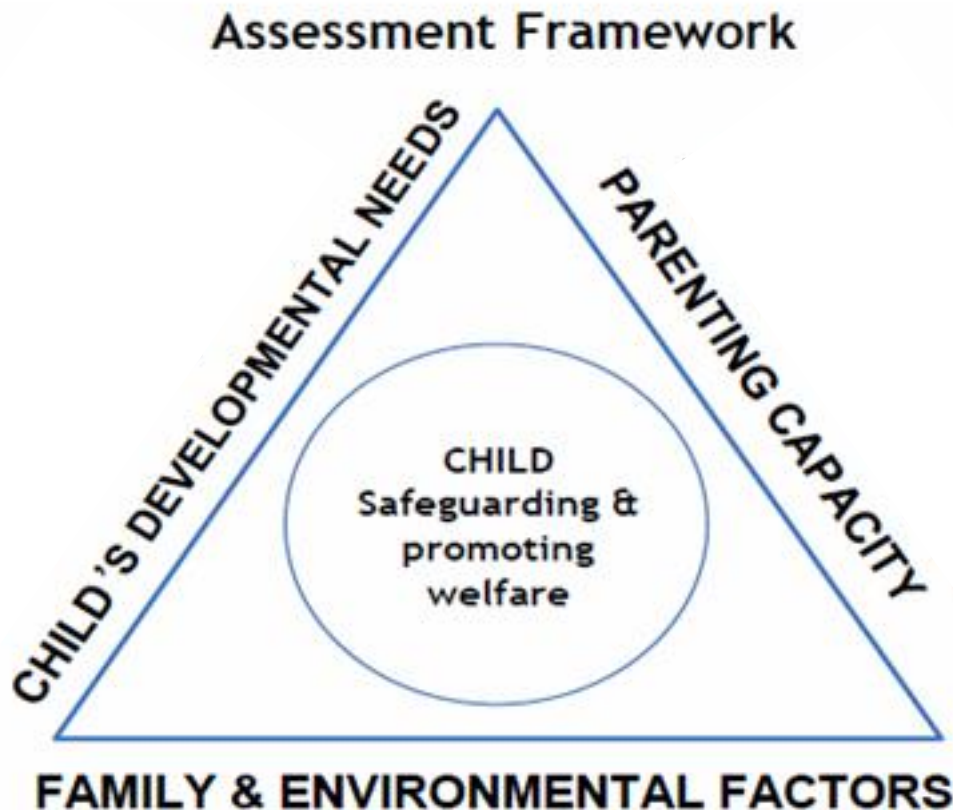 Assessment Framework
CHILD'S DEVELOPMENTAL NEEDS
PARENTING CAPACITY
CHILD
Safeguarding &
promoting
welfare
FAMILY & ENVIRONMENTAL FACTORS